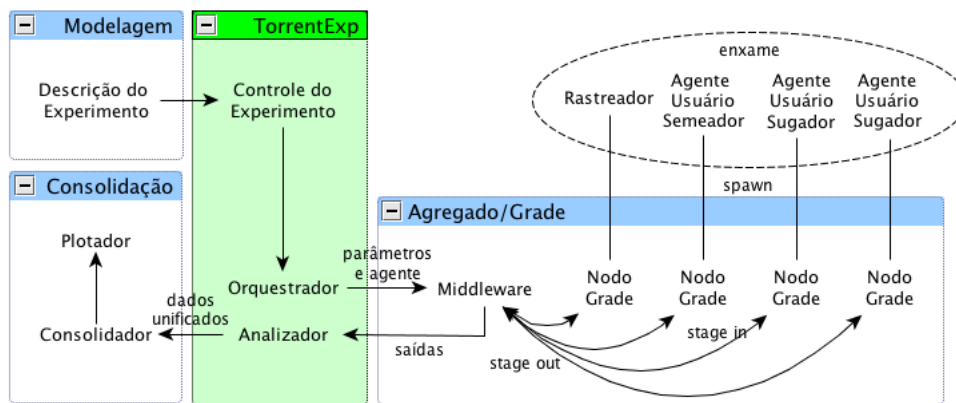 Modelagem
TorrentExp
enxame
Descrição do
Experimento
Controle do
Experimento
Rastreador
Agente
Usuário
Semeador
Agente
Usuário
Sugador
Agente
Usuário
Sugador
Consolidação
spawn
Agregado/Grade
Plotador
parâmetros
e agente
Orquestrador
Middleware
Nodo
Grade
Nodo
Grade
Nodo
Grade
Nodo
Grade
dados
unificados
Consolidador
Analizador
saídas
stage in
stage out